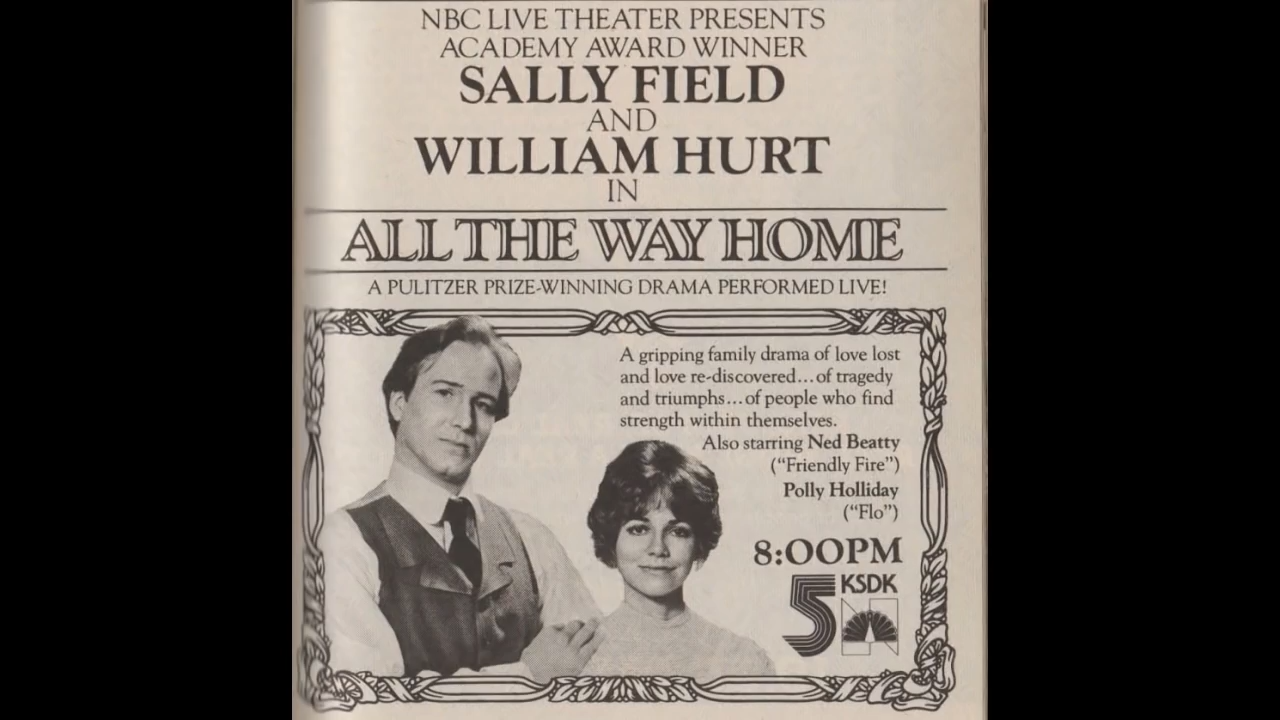 NBC LIVE THEATER PRESENTS
ACADEMY AWARD WINNER
SALLY FIELD
AND
WILLIAM HURT
IN
ALL THE WAY HOME
A PULITZER PRIZE-WINNING DRAMA PERFORMED LIVE!
A gripping family drama of love lost
and love re-discovered...of tragedy
and triumphs...of people who find
strength within themselves.
Also starring Ned Beatty
("Friendly Fire")
Polly Holliday
("Flo")
8:00PM
5 KSDK
N